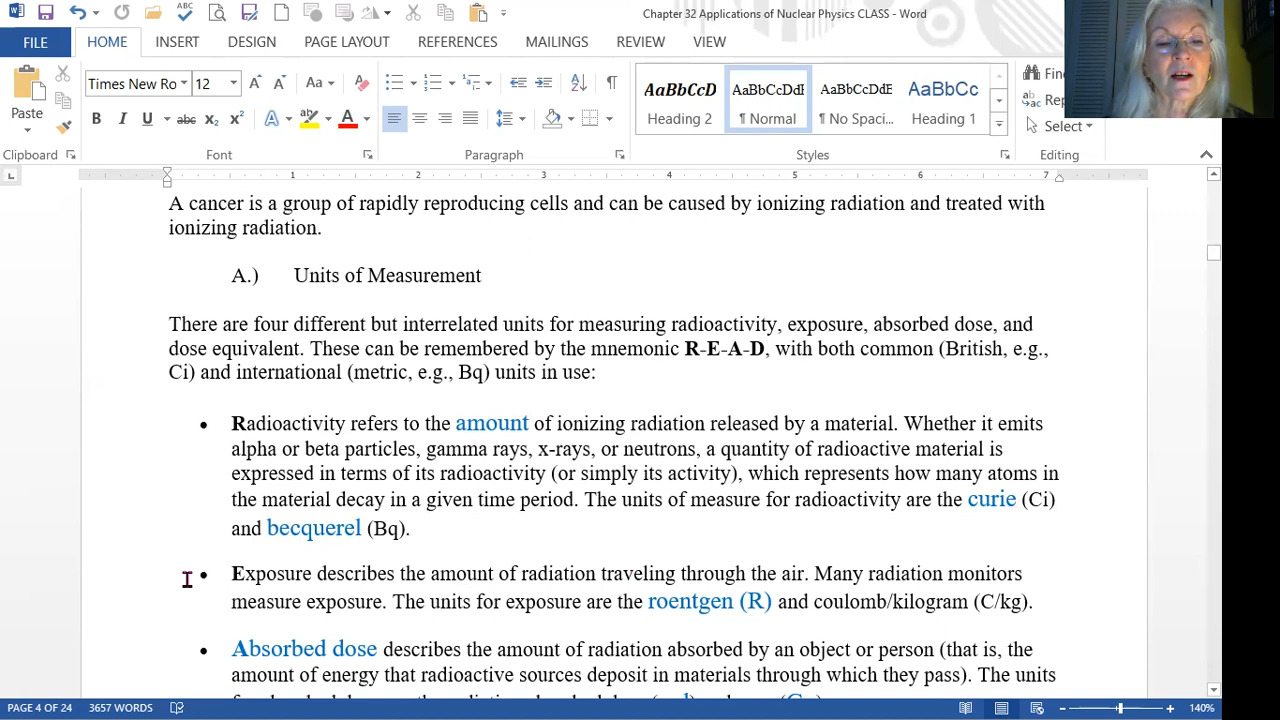 Chapter 32 Applications of Nuclear Physics CLASS - Word
FILE
HOME
INSERT
DESIGN
PAGE LAYOUT
REFERENCES
MAILINGS
REVIEW
VIEW
Paste
Times New Ro
12
Aa
AaBbCcD
AaBbCcDdE
AaBbCcDdE
AaBbCc
Heading 2
¶ Normal
¶ No Spaci...
Heading 1
Select
Clipboard
Font
Paragraph
Styles
Editing
1 2 3 4 5 6 7
A cancer is a group of rapidly reproducing cells and can be caused by ionizing radiation and treated with
ionizing radiation.
A.) Units of Measurement
There are four different but interrelated units for measuring radioactivity, exposure, absorbed dose, and
dose equivalent. These can be remembered by the mnemonic R-E-A-D, with both common (British, e.g.,
Ci) and international (metric, e.g., Bq) units in use:
• Radioactivity refers to the amount of ionizing radiation released by a material. Whether it emits
alpha or beta particles, gamma rays, x-rays, or neutrons, a quantity of radioactive material is
expressed in terms of its radioactivity (or simply its activity), which represents how many atoms in
the material decay in a given time period. The units of measure for radioactivity are the curie (Ci)
and becquerel (Bq).
• Exposure describes the amount of radiation traveling through the air. Many radiation monitors
measure exposure. The units for exposure are the roentgen (R) and coulomb/kilogram (C/kg).
• Absorbed dose describes the amount of radiation absorbed by an object or person (that is, the
amount of energy that radioactive sources deposit in materials through which they pass). The units
PAGE 4 OF 24
3657 WORDS
140%